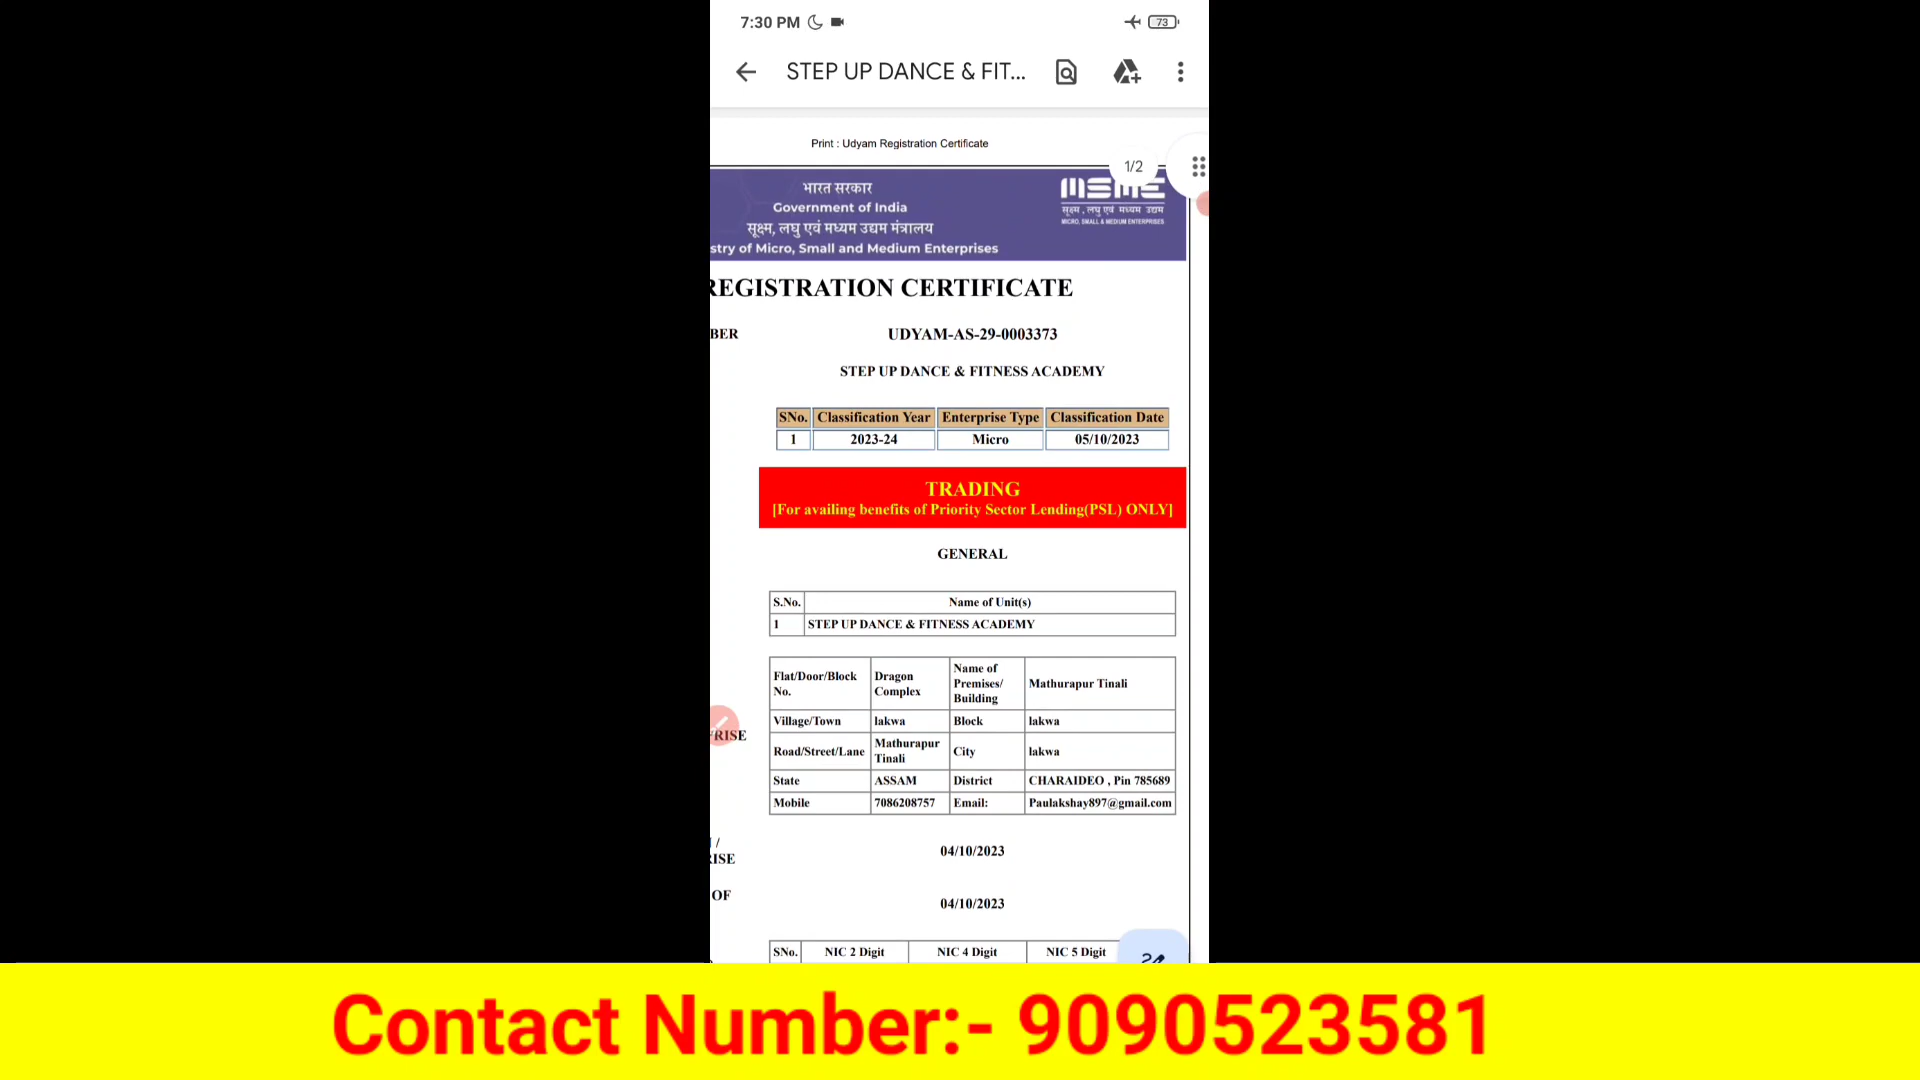 7:30 PM
73
STEP UP DANCE & FIT...
Print : Udyam Registration Certificate
1/2
भारत सरकार
Government of India
सूक्ष्म, लघु एवं मध्यम उद्यम मंत्रालय
stry of Micro, Small and Medium Enterprises
MSME
सूक्ष्म, लघु एवं मध्यम उद्यम
MICRO, SMALL & MEDIUM ENTERPRISES
REGISTRATION CERTIFICATE
BER UDYAM-AS-29-0003373
STEP UP DANCE & FITNESS ACADEMY
SNo. Classification Year Enterprise Type Classification Date
1 2023-24 Micro 05/10/2023
TRADING
[For availing benefits of Priority Sector Lending(PSL) ONLY]
GENERAL
S.No. Name of Unit(s)
1 STEP UP DANCE & FITNESS ACADEMY
Flat/Door/Block No. Dragon Complex Name of Premises/ Building Mathurapur Tinali
Village/Town lakwa Block lakwa
Road/Street/Lane Mathurapur Tinali City lakwa
State ASSAM District CHARAIDEO , Pin 785689
Mobile 7086208757 Email: Paulakshay897@gmail.com
RISE
/
RISE 04/10/2023
OF 04/10/2023
SNo. NIC 2 Digit NIC 4 Digit NIC 5 Digit
Contact Number:- 9090523581